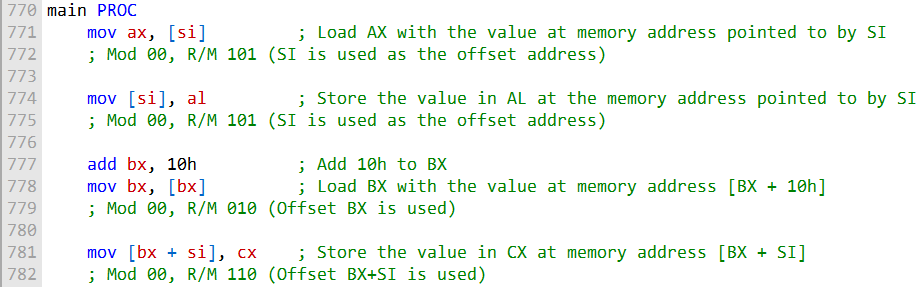 770 main PROC
771     mov ax, [si]         ; Load AX with the value at memory address pointed to by SI
772     ; Mod 00, R/M 101 (SI is used as the offset address)
773
774     mov [si], al         ; Store the value in AL at the memory address pointed to by SI
775     ; Mod 00, R/M 101 (SI is used as the offset address)
776
777     add bx, 10h          ; Add 10h to BX
778     mov bx, [bx]         ; Load BX with the value at memory address [BX + 10h]
779     ; Mod 00, R/M 010 (Offset BX is used)
780
781     mov [bx + si], cx    ; Store the value in CX at memory address [BX + SI]
782     ; Mod 00, R/M 110 (Offset BX+SI is used)